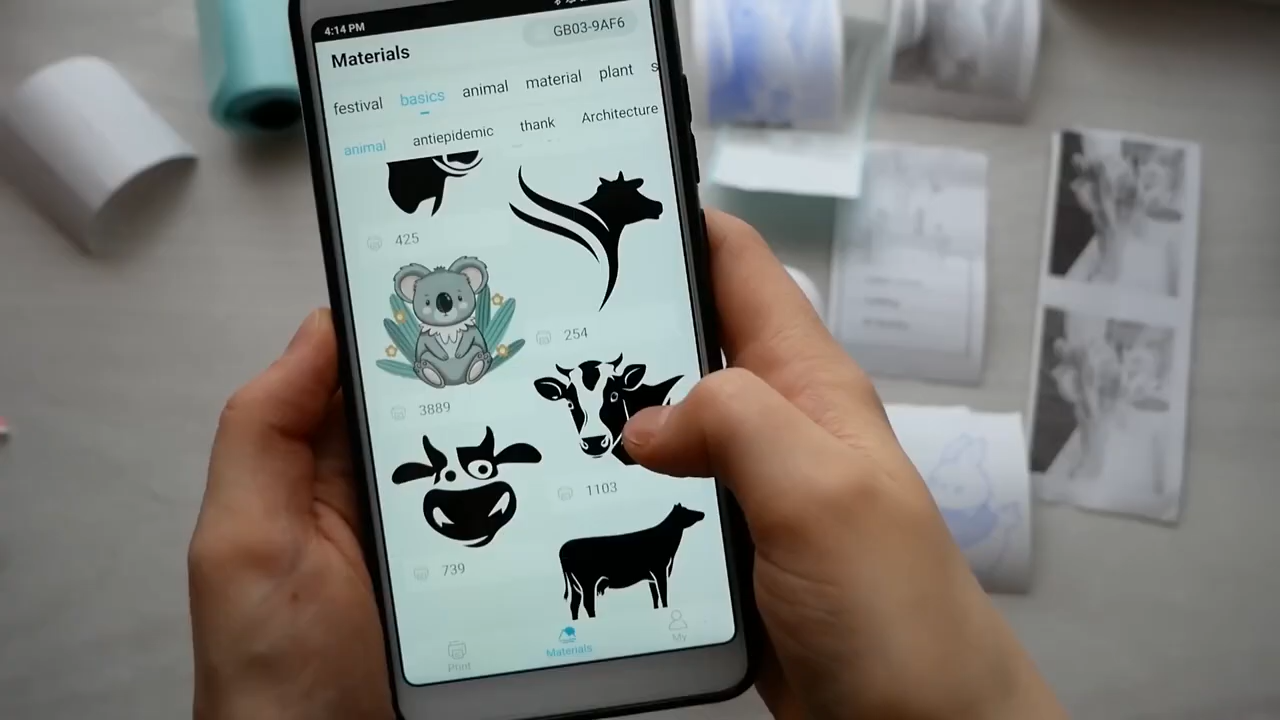 4:14 PM
Materials
GB03-9AF6
festival basics animal material plant s
animal antiepidemic thank Architecture
425
254
3889
1103
739
Print
Materials
My